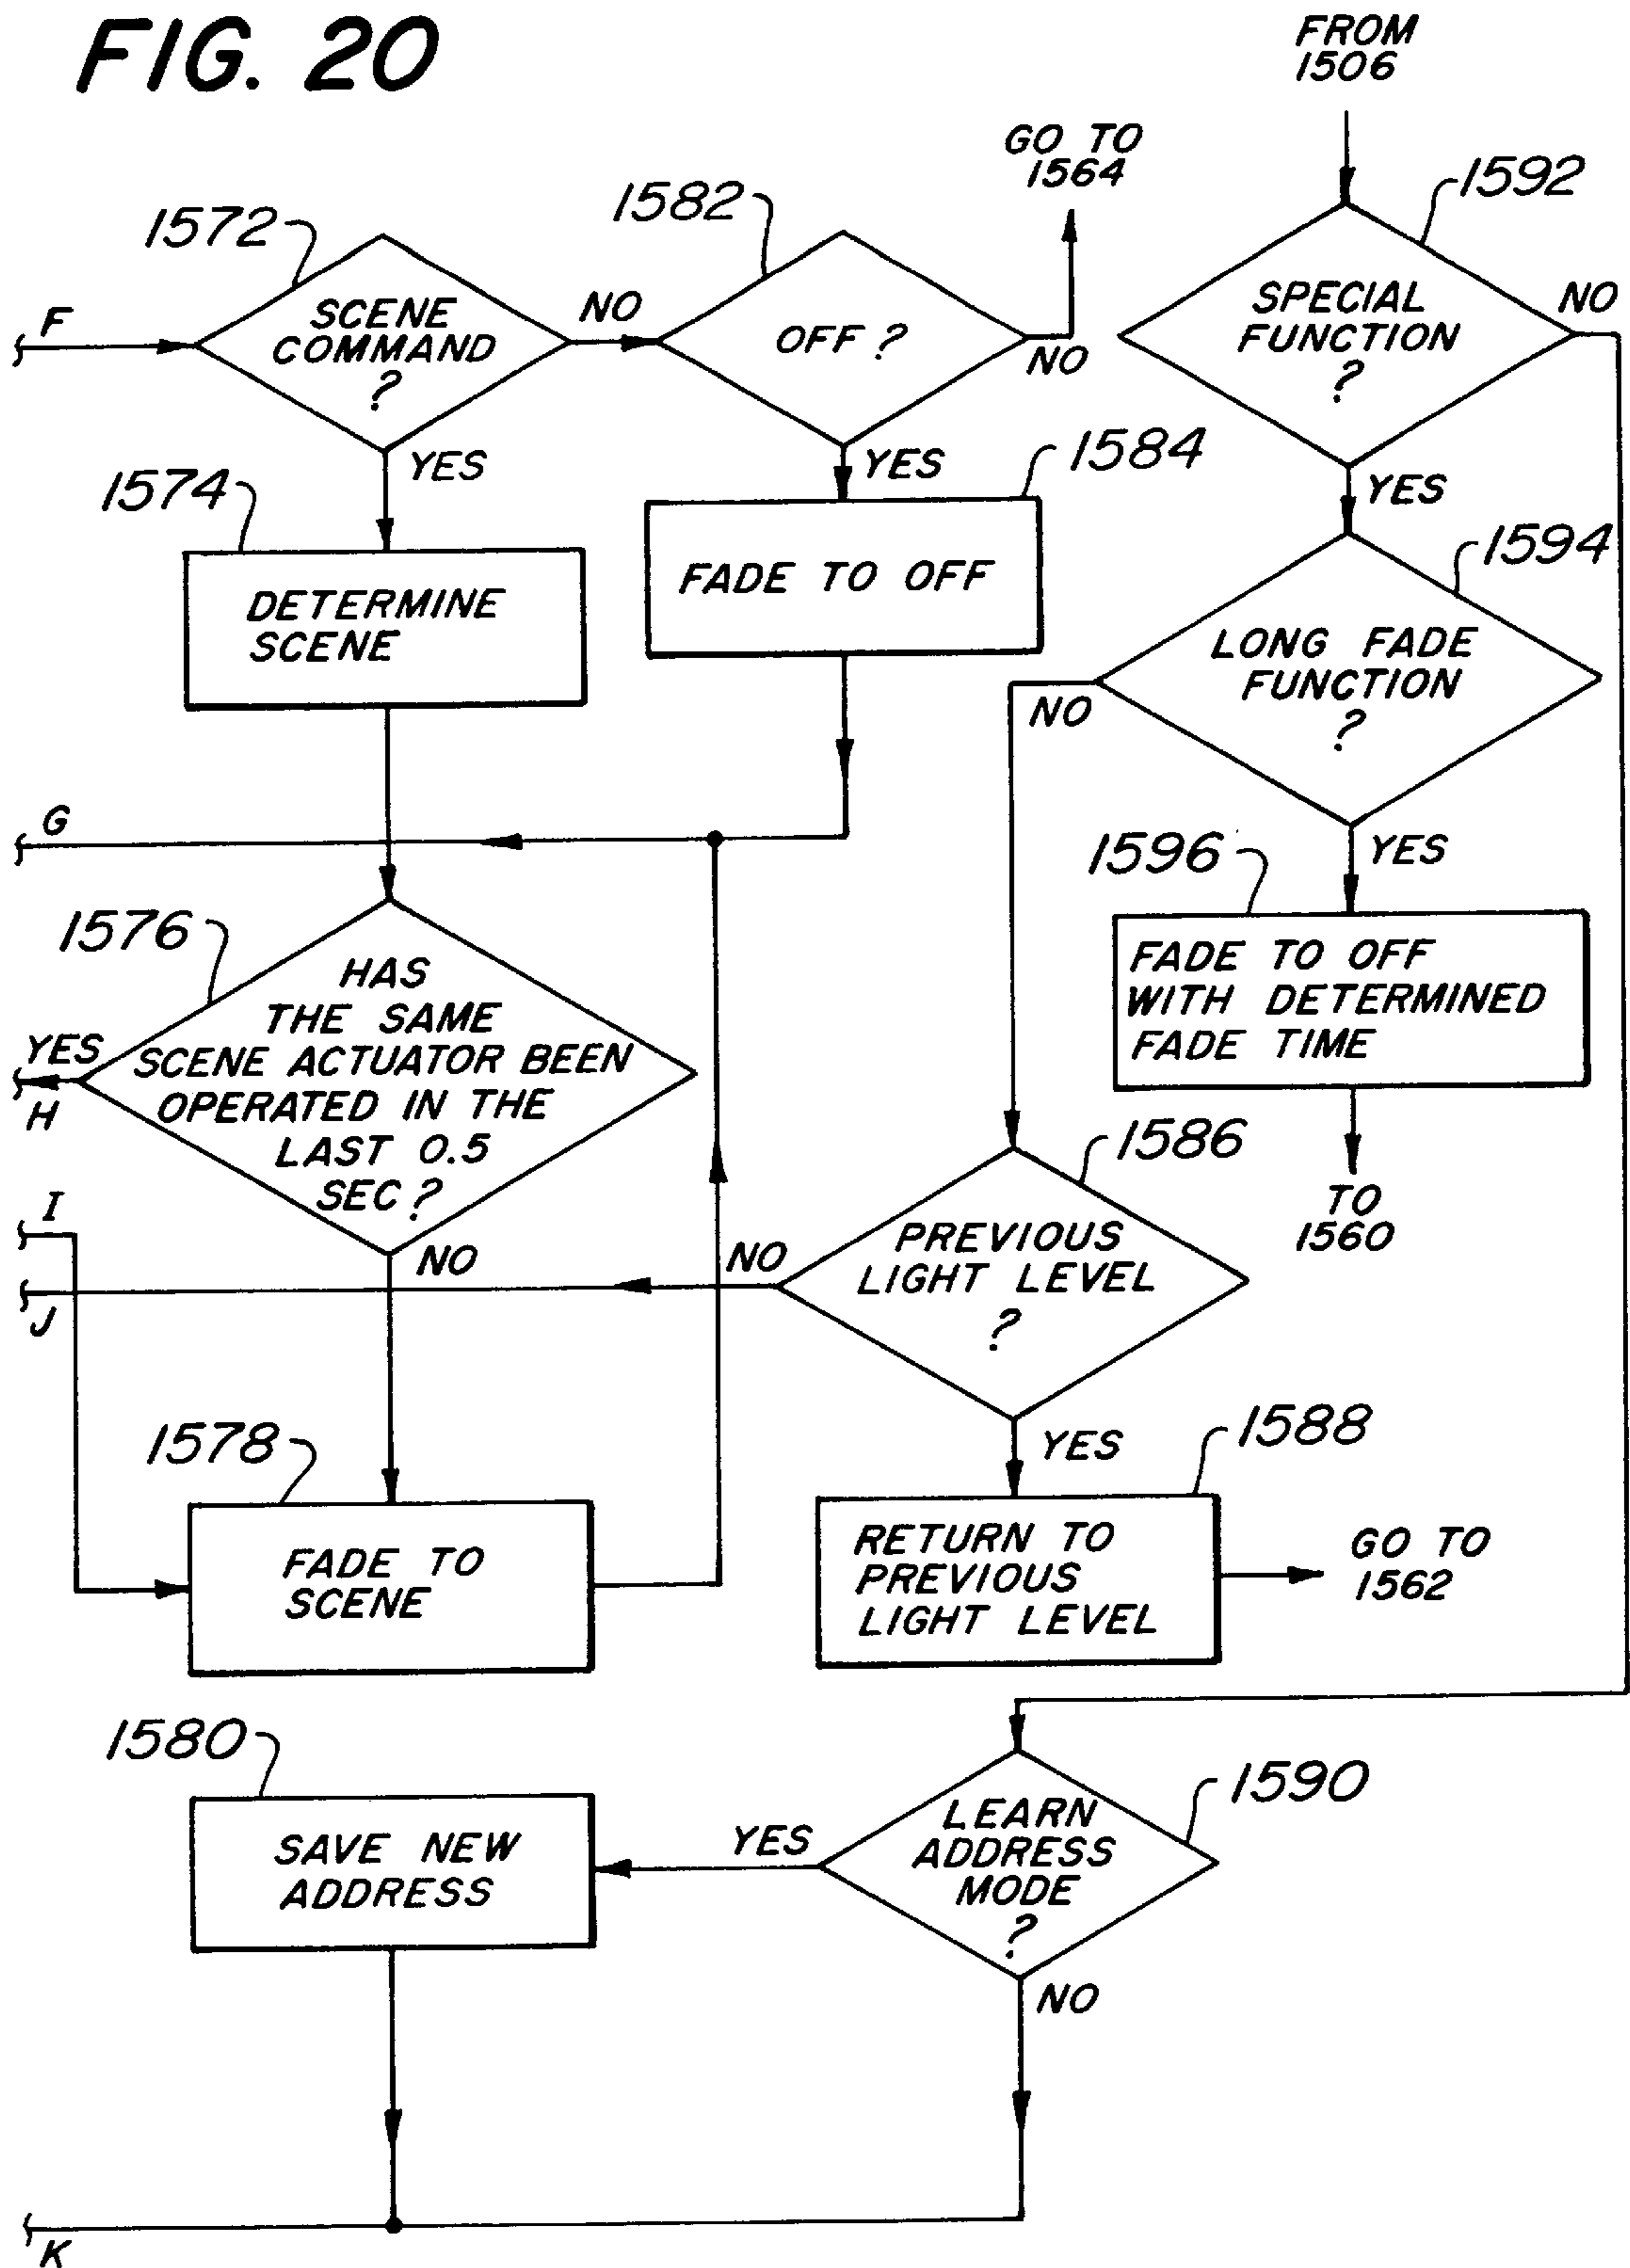 FIG. 20
FROM
1506
GO TO
1564
1572
1582
1592
F
SCENE
COMMAND
?
NO
OFF?
NO
SPECIAL
FUNCTION
?
NO
YES
YES
YES
1574
1584
1594
DETERMINE
SCENE
FADE TO OFF
LONG FADE
FUNCTION
?
NO
YES
G
1576
1596
HAS
THE SAME
SCENE ACTUATOR BEEN
OPERATED IN THE
LAST 0.5
SEC?
YES
H
NO
FADE TO OFF
WITH DETERMINED
FADE TIME
TO
1560
I
J
1586
PREVIOUS
LIGHT LEVEL
?
NO
YES
1578
1588
FADE TO
SCENE
RETURN TO
PREVIOUS
LIGHT LEVEL
GO TO
1562
1580
1590
SAVE NEW
ADDRESS
YES
LEARN
ADDRESS
MODE
?
NO
K